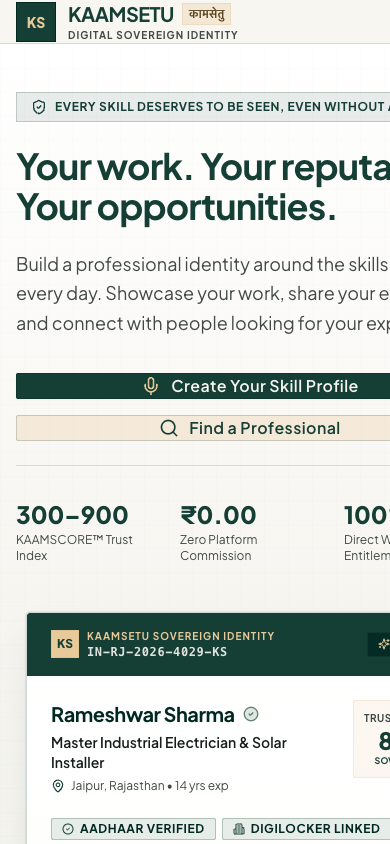 KS
KAAMSETU कामसेतु
DIGITAL SOVEREIGN IDENTITY
EVERY SKILL DESERVES TO BE SEEN, EVEN WITHOUT
Your work. Your
Your opportunities.
Build a professional identity around the skills
every day. Showcase your work, share your
and connect with people looking for your
Create Your Skill Profile
Find a Professional
300–900 ₹0.00
KAAMSCORE™ Trust Zero Platform Direct
Index Commission
KS KAAMSETU SOVEREIGN IDENTITY
IN-RJ-2026-4029-KS
Rameshwar Sharma
Master Industrial Electrician & Solar
Installer
Jaipur, Rajasthan • 14 yrs exp
AADHAAR VERIFIED DIGILOCKER LINKED